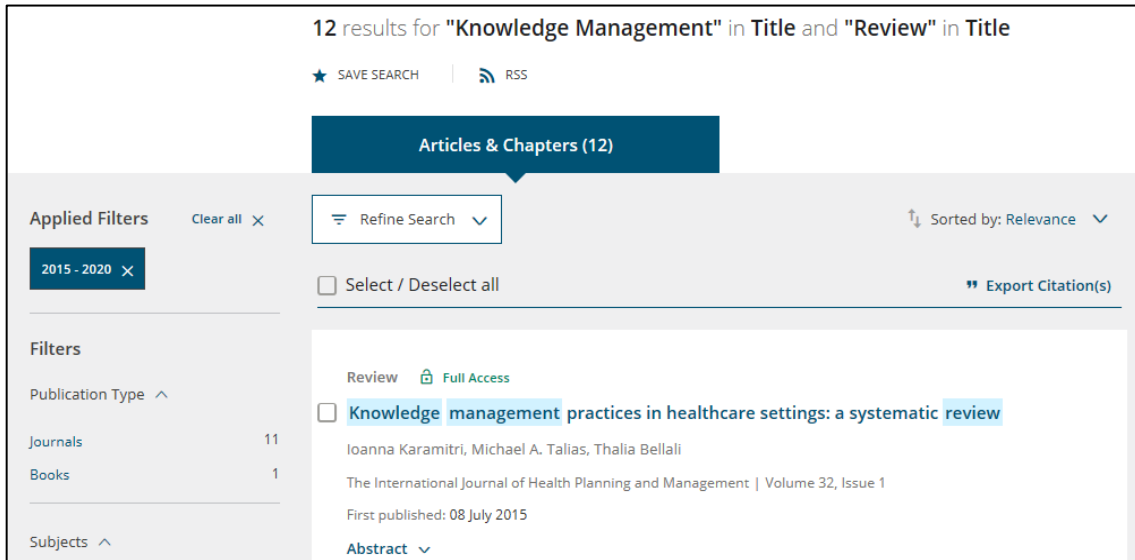 12 results for "Knowledge Management" in Title and "Review" in Title
SAVE SEARCH
RSS
Articles & Chapters (12)
Applied Filters
Clear all ×
2015 - 2020 ×
Refine Search
Sorted by: Relevance
Select / Deselect all
Export Citation(s)
Filters
Publication Type
Journals 11
Books 1
Subjects
Review Full Access
Knowledge management practices in healthcare settings: a systematic review
Ioanna Karamitri, Michael A. Talias, Thalia Bellali
The International Journal of Health Planning and Management | Volume 32, Issue 1
First published: 08 July 2015
Abstract